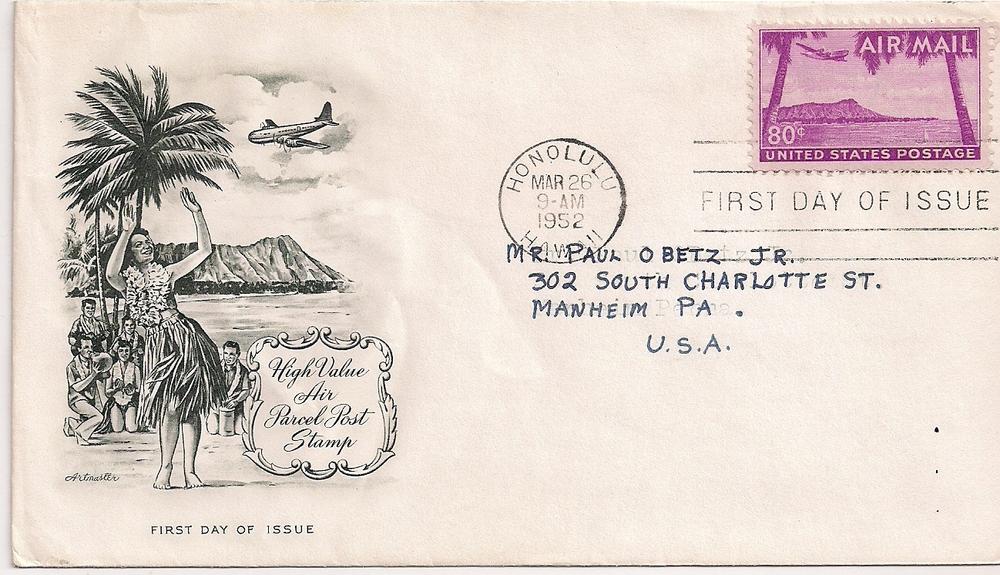 AIR MAIL
80¢
UNITED STATES POSTAGE
HONOLULU
MAR 26
9-AM
1952
HAWAII
FIRST DAY OF ISSUE
MR. PAUL O BETZ JR.
302 SOUTH CHARLOTTE ST.
MANHEIM PA.
U.S.A.
High Value
Air
Parcel Post
Stamp
Artmaster
FIRST DAY OF ISSUE